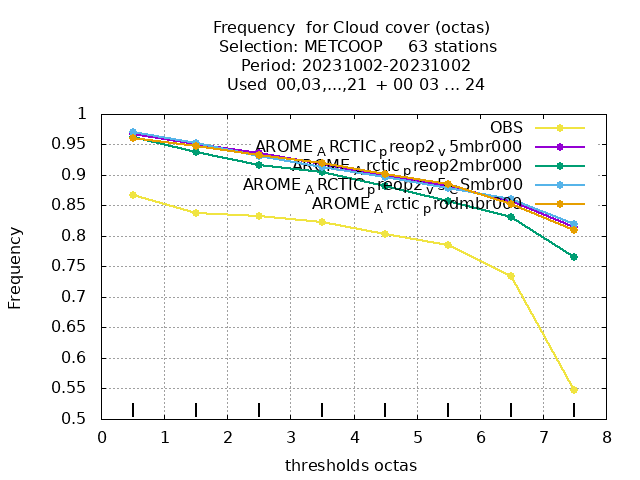 Frequency  for Cloud cover (octas)
Selection: METCOOP     63 stations
Period: 20231002-20231002
Used  00,03,...,21  + 00 03 ... 24
OBS
AROME_ARCTIC_preop2_v5mbr000
AROME_Arctic_preop2mbr000
AROME_ARCTIC_preop2_v5_CSmbr00
AROME_Arctic_prodmbr000
1
0.95
0.9
0.85
0.8
0.75
0.7
0.65
0.6
0.55
0.5
Frequency
0 1 2 3 4 5 6 7 8
thresholds octas